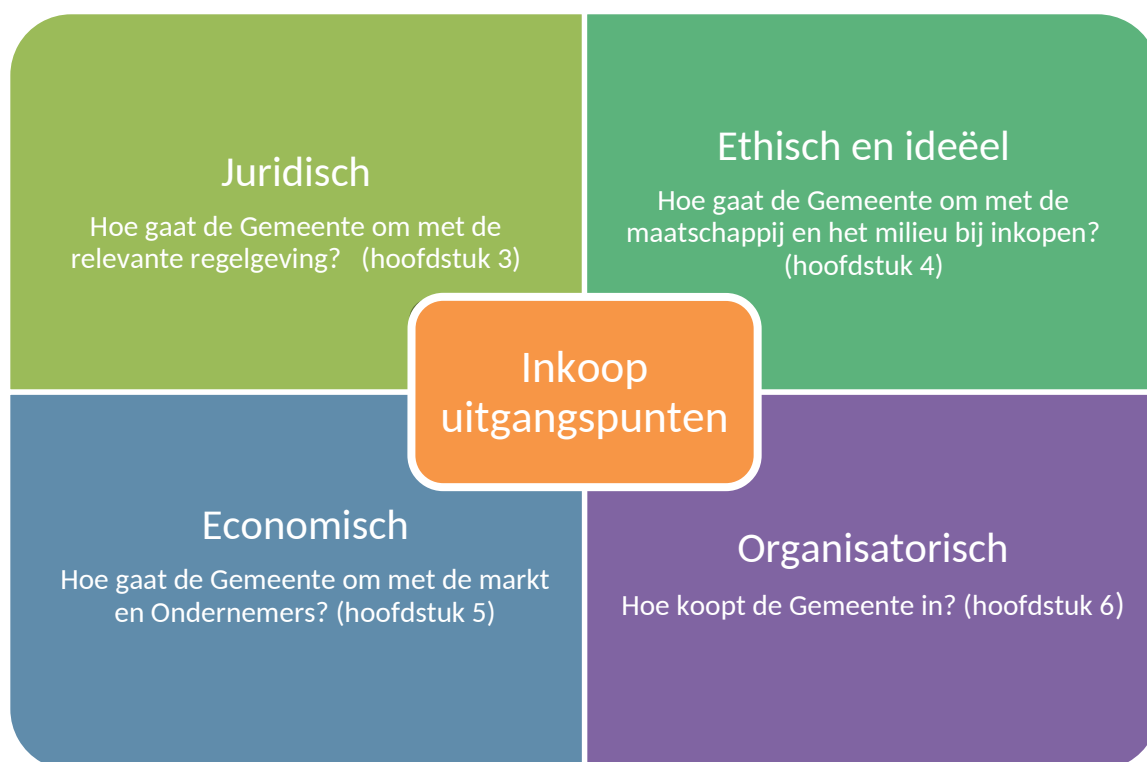 Juridisch
Hoe gaat de Gemeente om met de
relevante regelgeving? (hoofdstuk 3)
Ethisch en ideëel
Hoe gaat de Gemeente om met de
maatschappij en het milieu bij inkopen?
(hoofdstuk 4)
Inkoop
uitgangspunten
Economisch
Hoe gaat de Gemeente om met de markt
en Ondernemers? (hoofdstuk 5)
Organisatorisch
Hoe koopt de Gemeente in? (hoofdstuk 6)